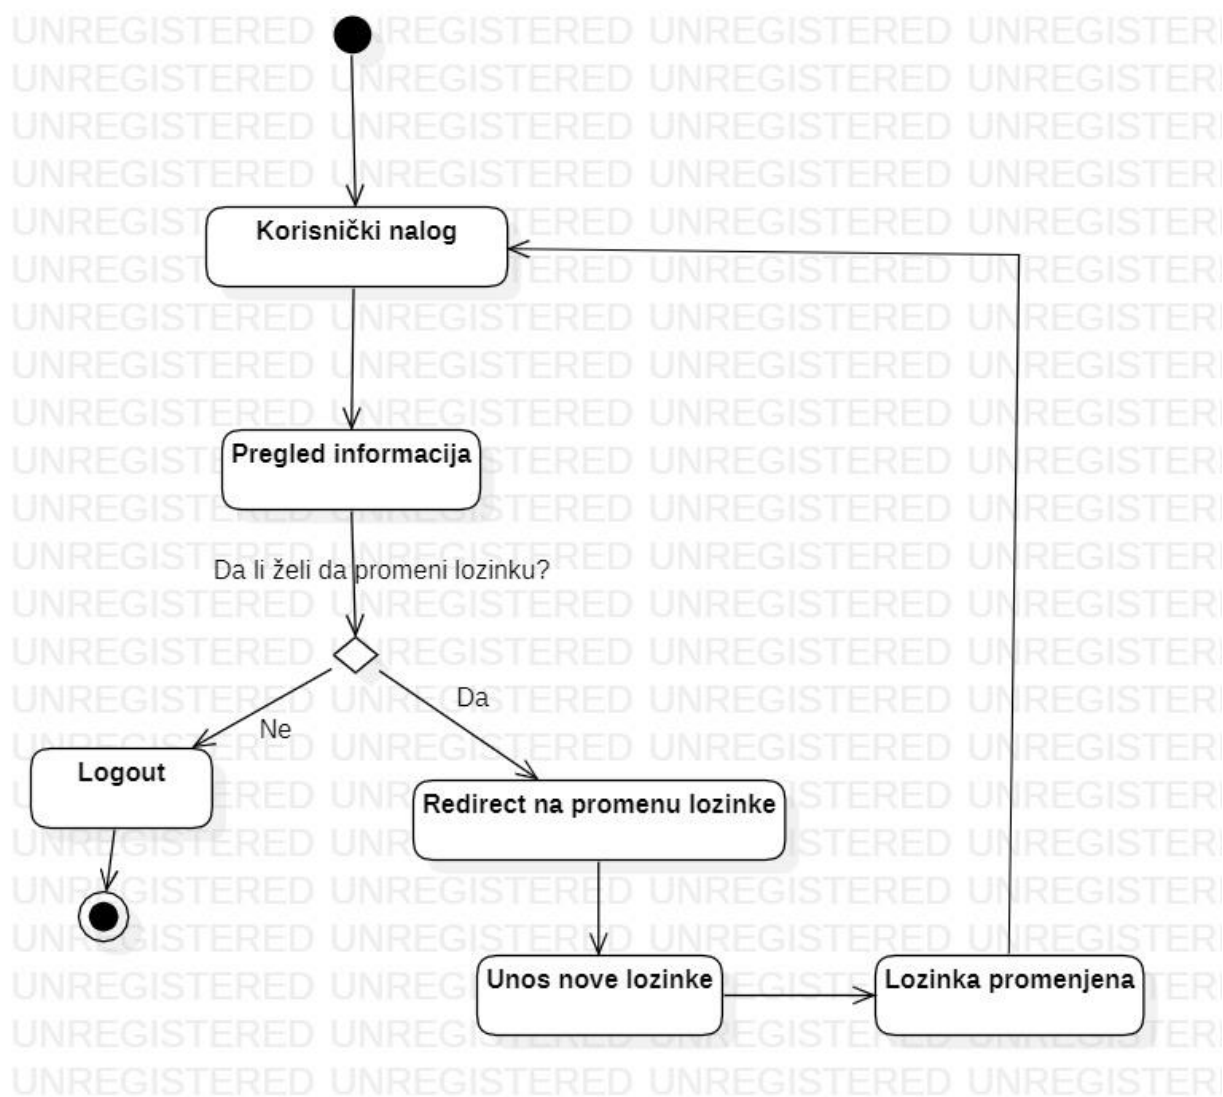 Korisnički nalog
Pregled informacija
Da li želi da promeni lozinku?
Da
Ne
Logout
Redirect na promenu lozinke
Unos nove lozinke
Lozinka promenjena
UNREGISTERED